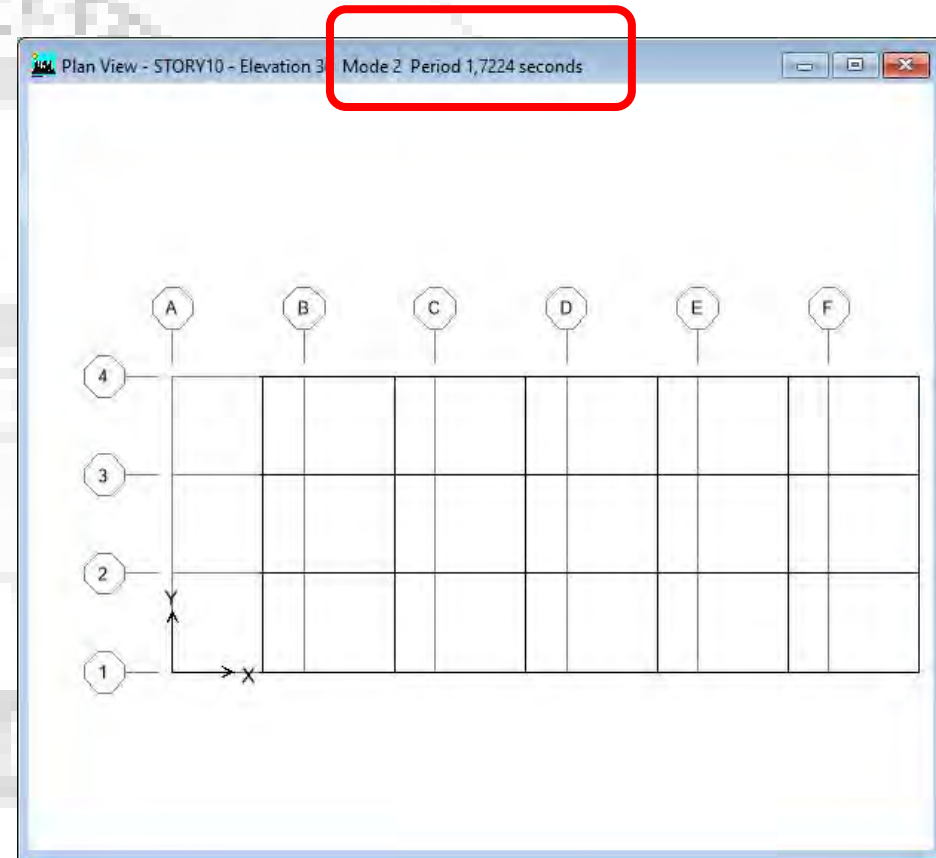 Plan View - STORY10 - Elevation 3 Mode 2 Period 1,7224 seconds
A B C D E F
4
3
2
Y
1
X